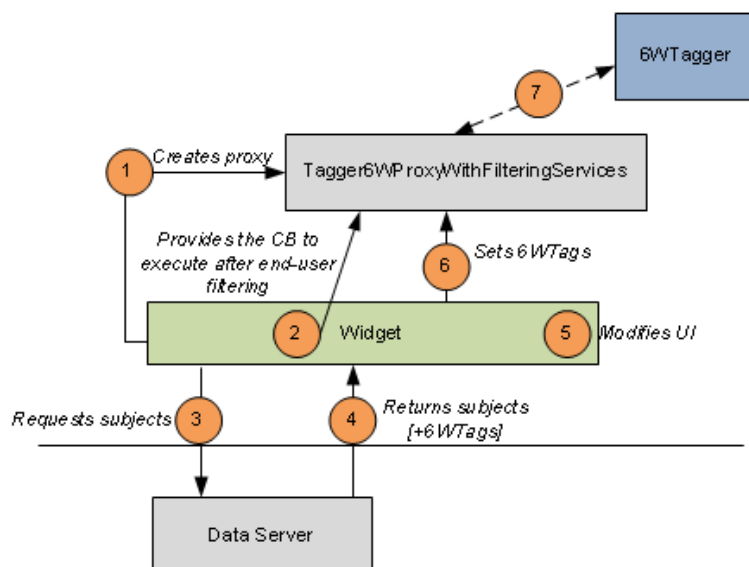 6WTagger
7
1
Creates proxy
Tagger6WProxyWithFilteringServices
Provides the CB to
execute after end-user
filtering
6
Sets 6WTags
2
Widget
5
Modifies UI
Requests subjects
3
4
Returns subjects
[+6WTags]
Data Server